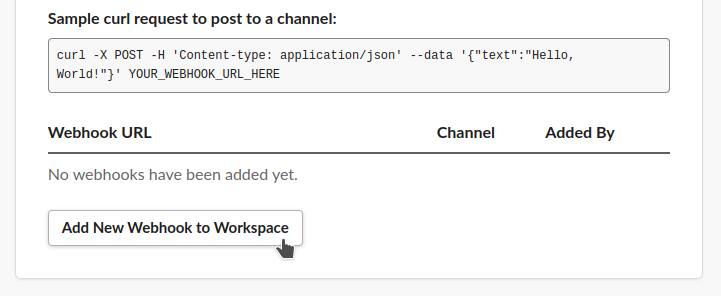 Sample curl request to post to a channel:
curl -X POST -H 'Content-type: application/json' --data '{"text":"Hello,
World!"}' YOUR_WEBHOOK_URL_HERE
Webhook URL Channel Added By
No webhooks have been added yet.
Add New Webhook to Workspace